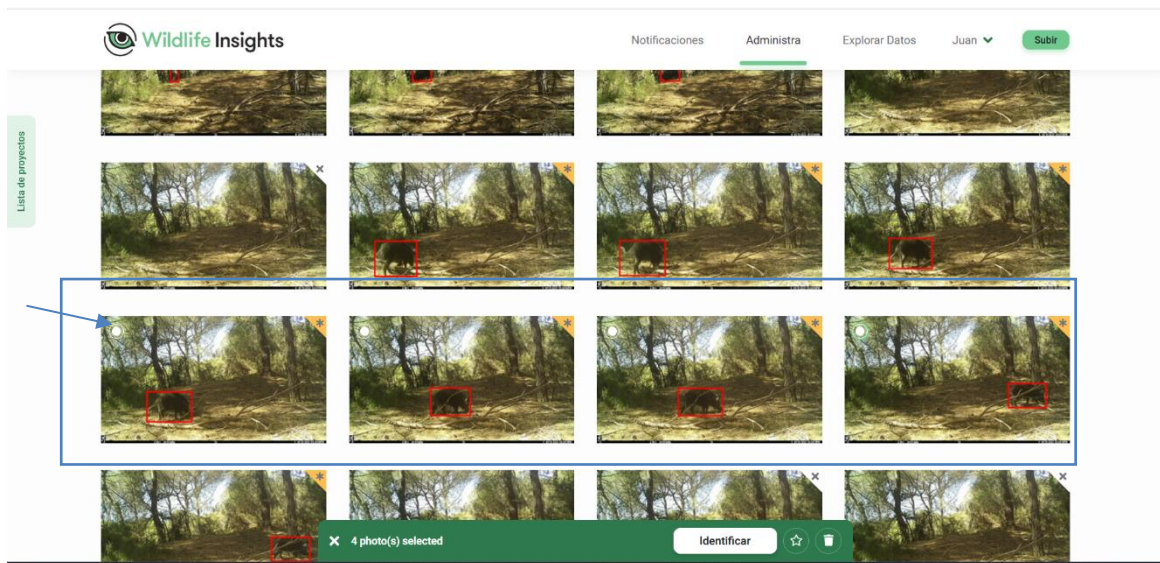 Wildlife Insights
Notificaciones
Administra
Explorar Datos
Juan
Subir
Lista de proyectos
4 photo(s) selected
Identificar